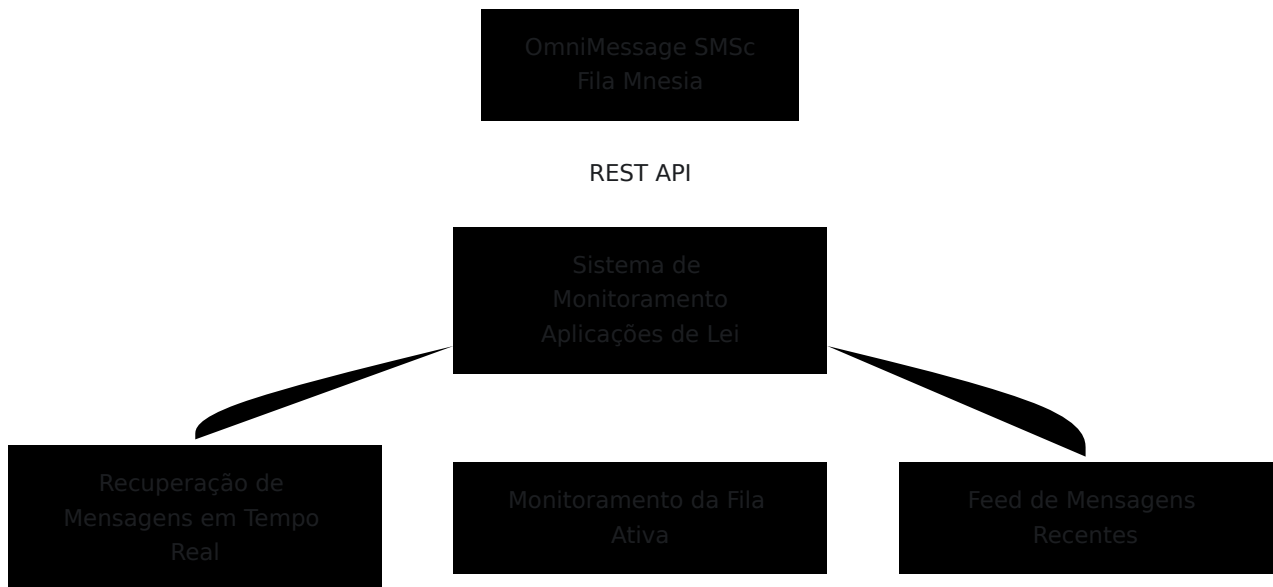 OmniMessage SMSc
Fila Mnesia
REST API
Sistema de
Monitoramento
Aplicações de Lei
Recuperação de
Mensagens em Tempo
Real
Monitoramento da Fila
Ativa
Feed de Mensagens
Recentes